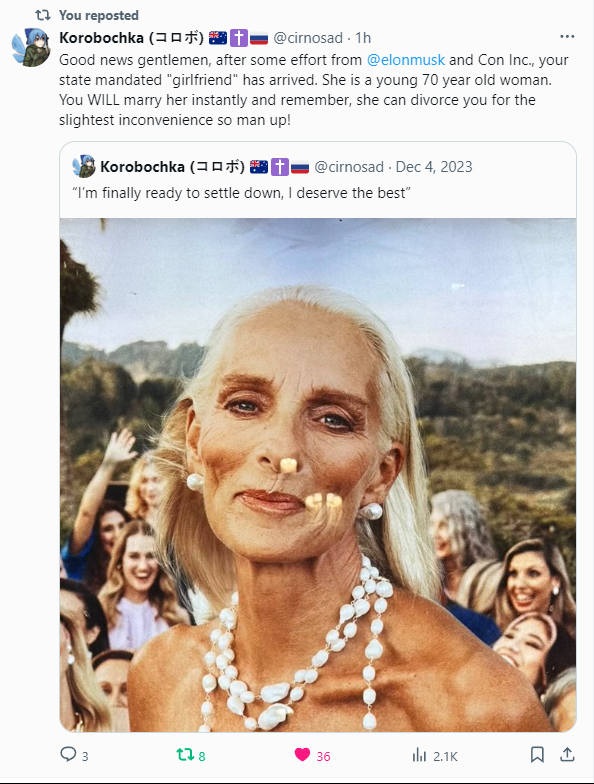 You reposted
Korobochka (コロボ) 🇦🇺✝️🇷🇺 @cirnosad · 1h
Good news gentlemen, after some effort from @elonmusk and Con Inc., your
state mandated "girlfriend" has arrived. She is a young 70 year old woman.
You WILL marry her instantly and remember, she can divorce you for the
slightest inconvenience so man up!
Korobochka (コロボ) 🇦🇺✝️🇷🇺 @cirnosad · Dec 4, 2023
“I’m finally ready to settle down, I deserve the best”
3 8 36 2.1K